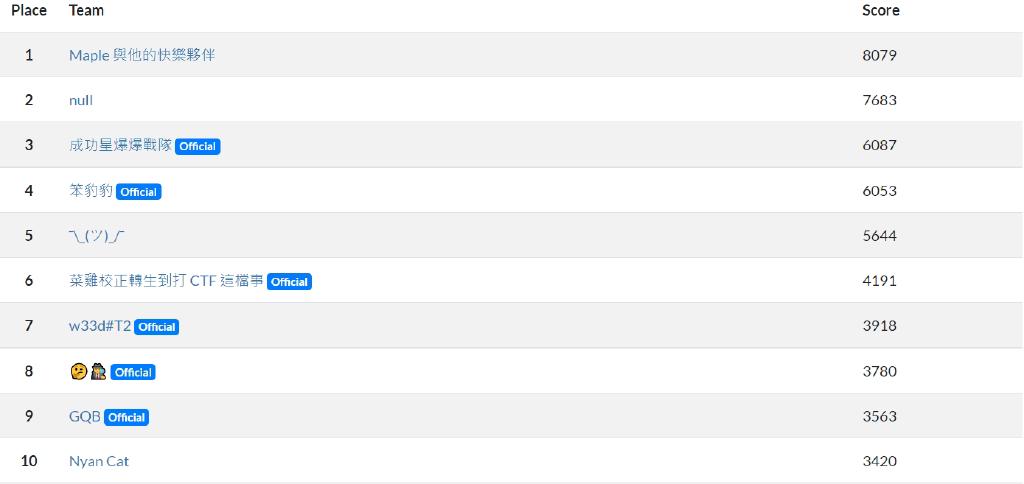 Place Team Score
1 Maple 與他的快樂夥伴 8079
2 null 7683
3 成功星爆爆戰隊 Official 6087
4 笨豹豹 Official 6053
5 ¯\_(ツ)_/¯ 5644
6 菜雞校正轉生到打 CTF 這檔事 Official 4191
7 w33d#T2 Official 3918
8 🤔🕵️ Official 3780
9 GQB Official 3563
10 Nyan Cat 3420